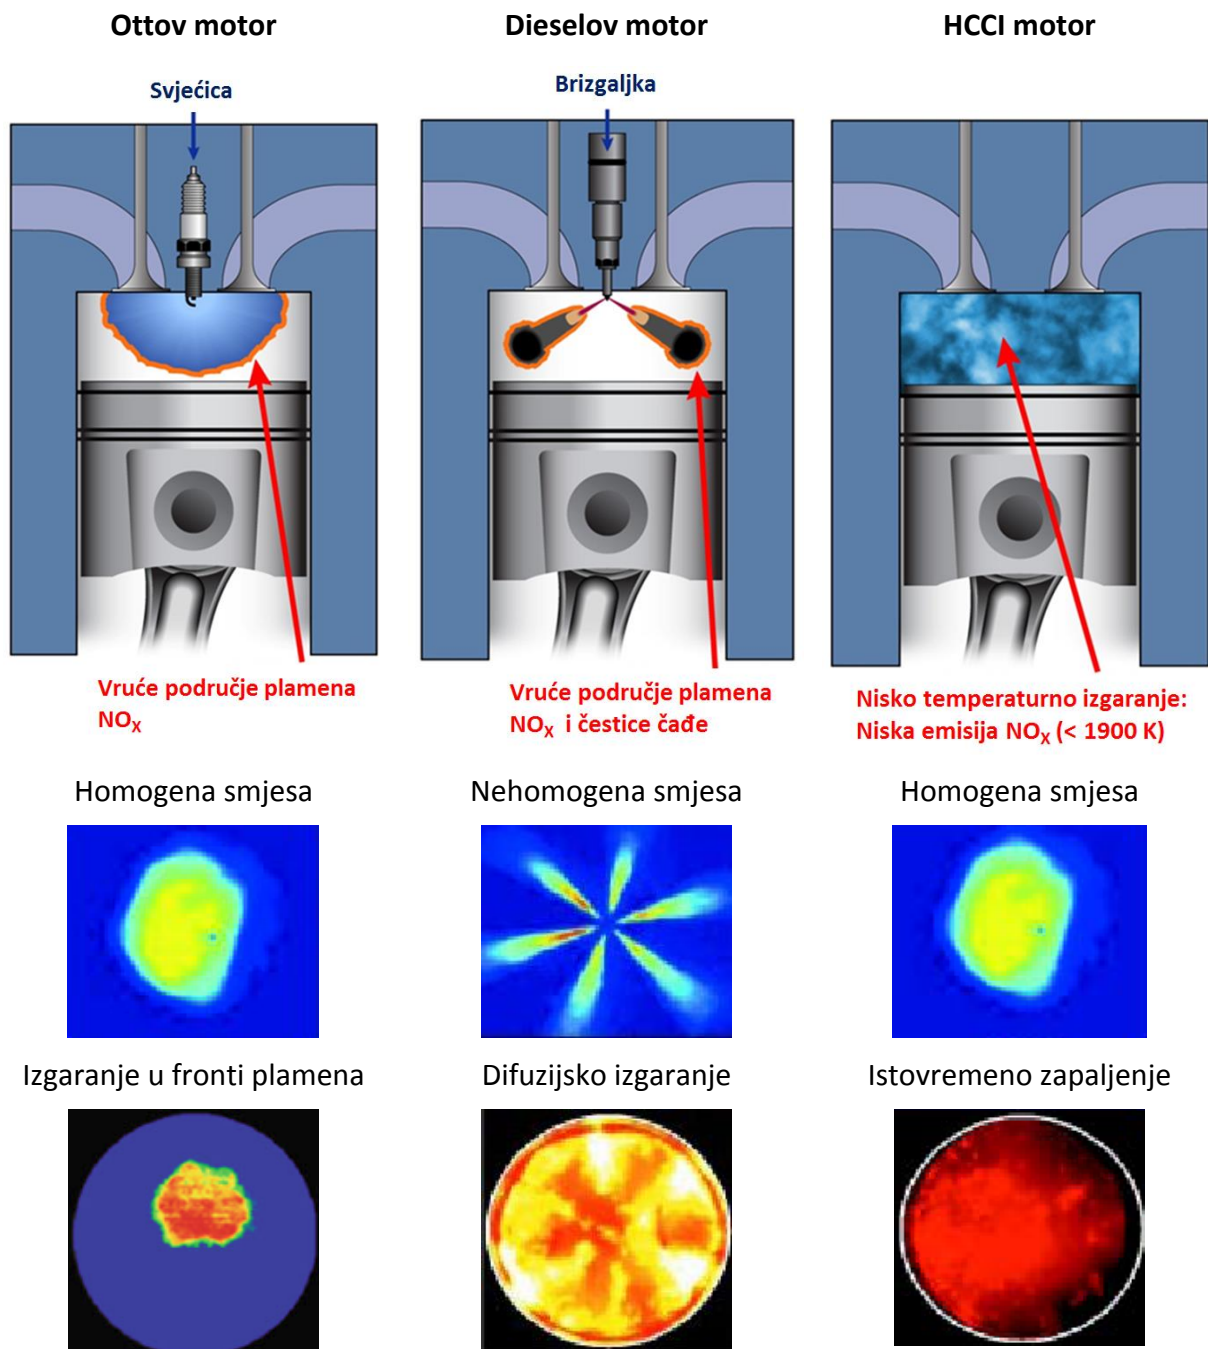 Ottov motor
Dieselov motor
HCCI motor
Svjećica
Brizgaljka
Vruće područje plamena
NOX
Vruće područje plamena
NOX i čestice čađe
Nisko temperaturno izgaranje:
Niska emisija NOX (< 1900 K)
Homogena smjesa
Nehomogena smjesa
Homogena smjesa
Izgaranje u fronti plamena
Difuzijsko izgaranje
Istovremeno zapaljenje